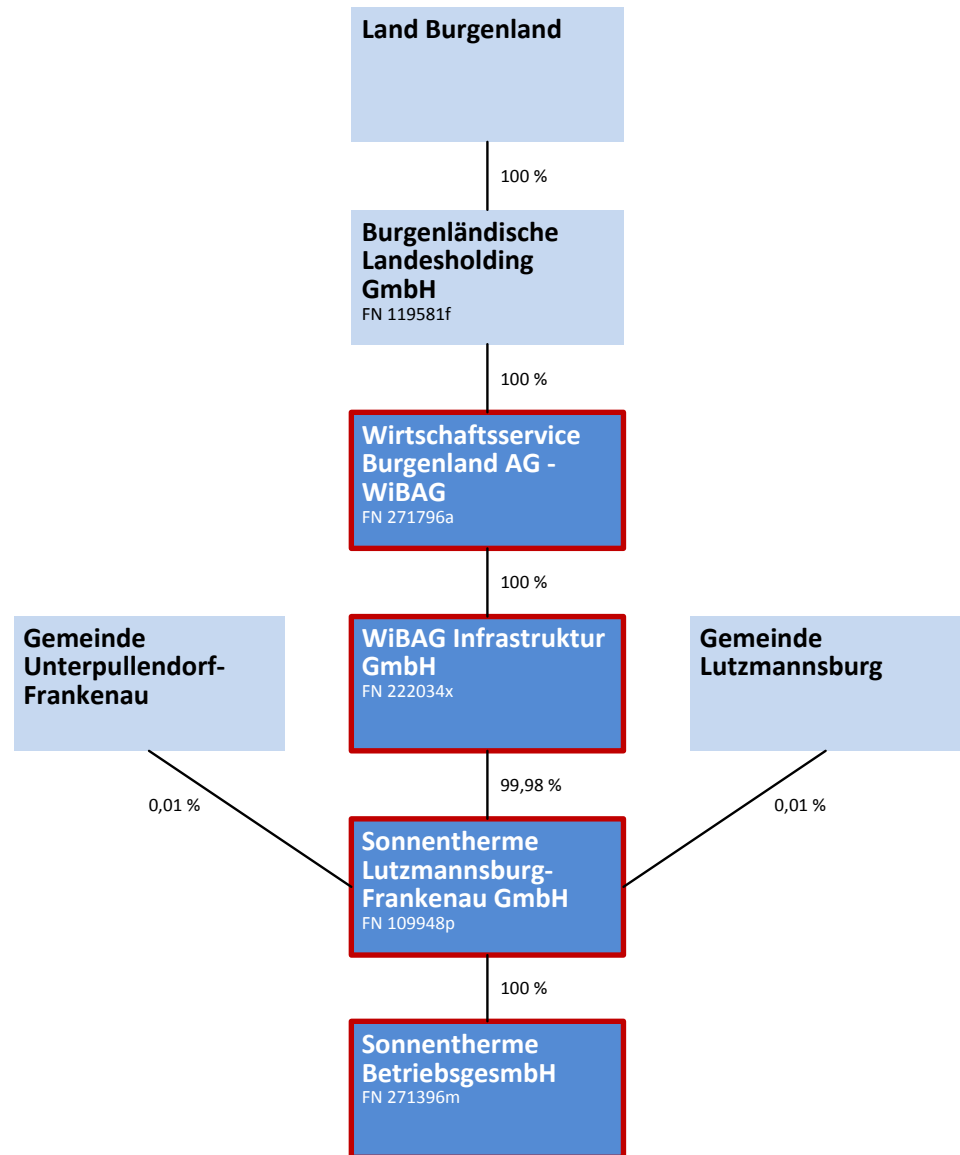 Land Burgenland
100 %
Burgenländische
Landesholding
GmbH
FN 119581f
100 %
Wirtschaftsservice
Burgenland AG -
WiBAG
FN 271796a
100 %
Gemeinde
Unterpullendorf-
Frankenau
WiBAG Infrastruktur
GmbH
FN 222034x
Gemeinde
Lutzmannsburg
0,01 %
99,98 %
0,01 %
Sonnentherme
Lutzmannsburg-
Frankenau GmbH
FN 109948p
100 %
Sonnentherme
BetriebsgesmbH
FN 271396m